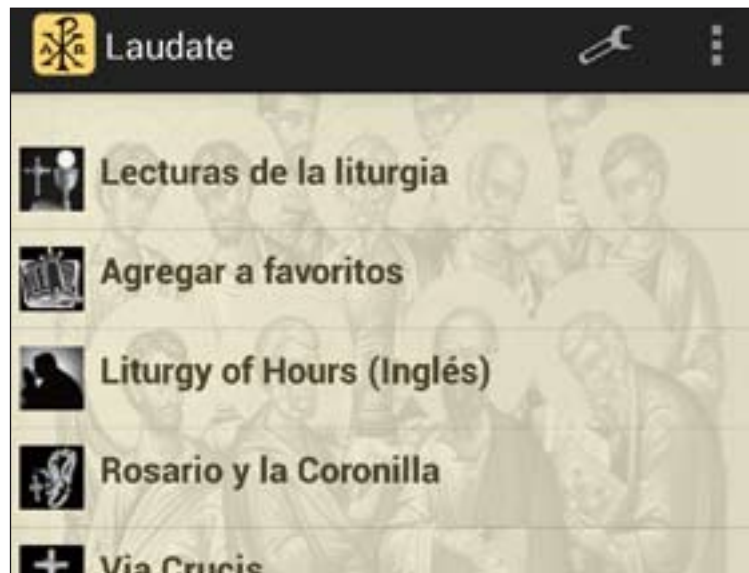 Laudate
Lecturas de la liturgia
Agregar a favoritos
Liturgy of Hours (Inglés)
Rosario y la Coronilla
Via Crucis